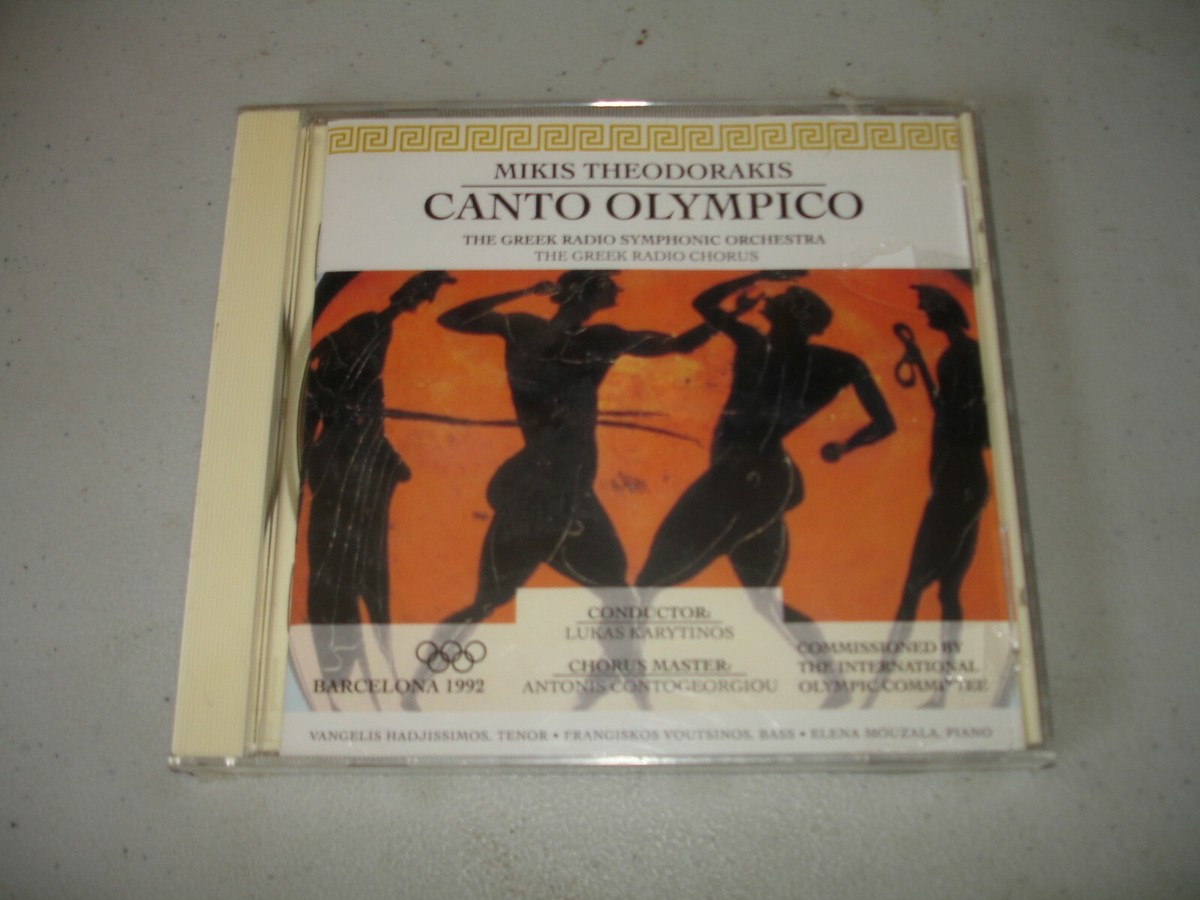 MIKIS THEODORAKIS
CANTO OLYMPICO
THE GREEK RADIO SYMPHONIC ORCHESTRA
THE GREEK RADIO CHORUS
CONDUCTOR:
LUKAS KARYTINOS
CHORUS MASTER:
ANTONIS CONTOGEORGIOU
BARCELONA 1992
COMMISSIONED BY
THE INTERNATIONAL
OLYMPIC COMMITTEE
VANGELIS HADJISSIMOS, TENOR • FRANGISKOS VOUTSINOS, BASS • ELENA MOUZALA, PIANO